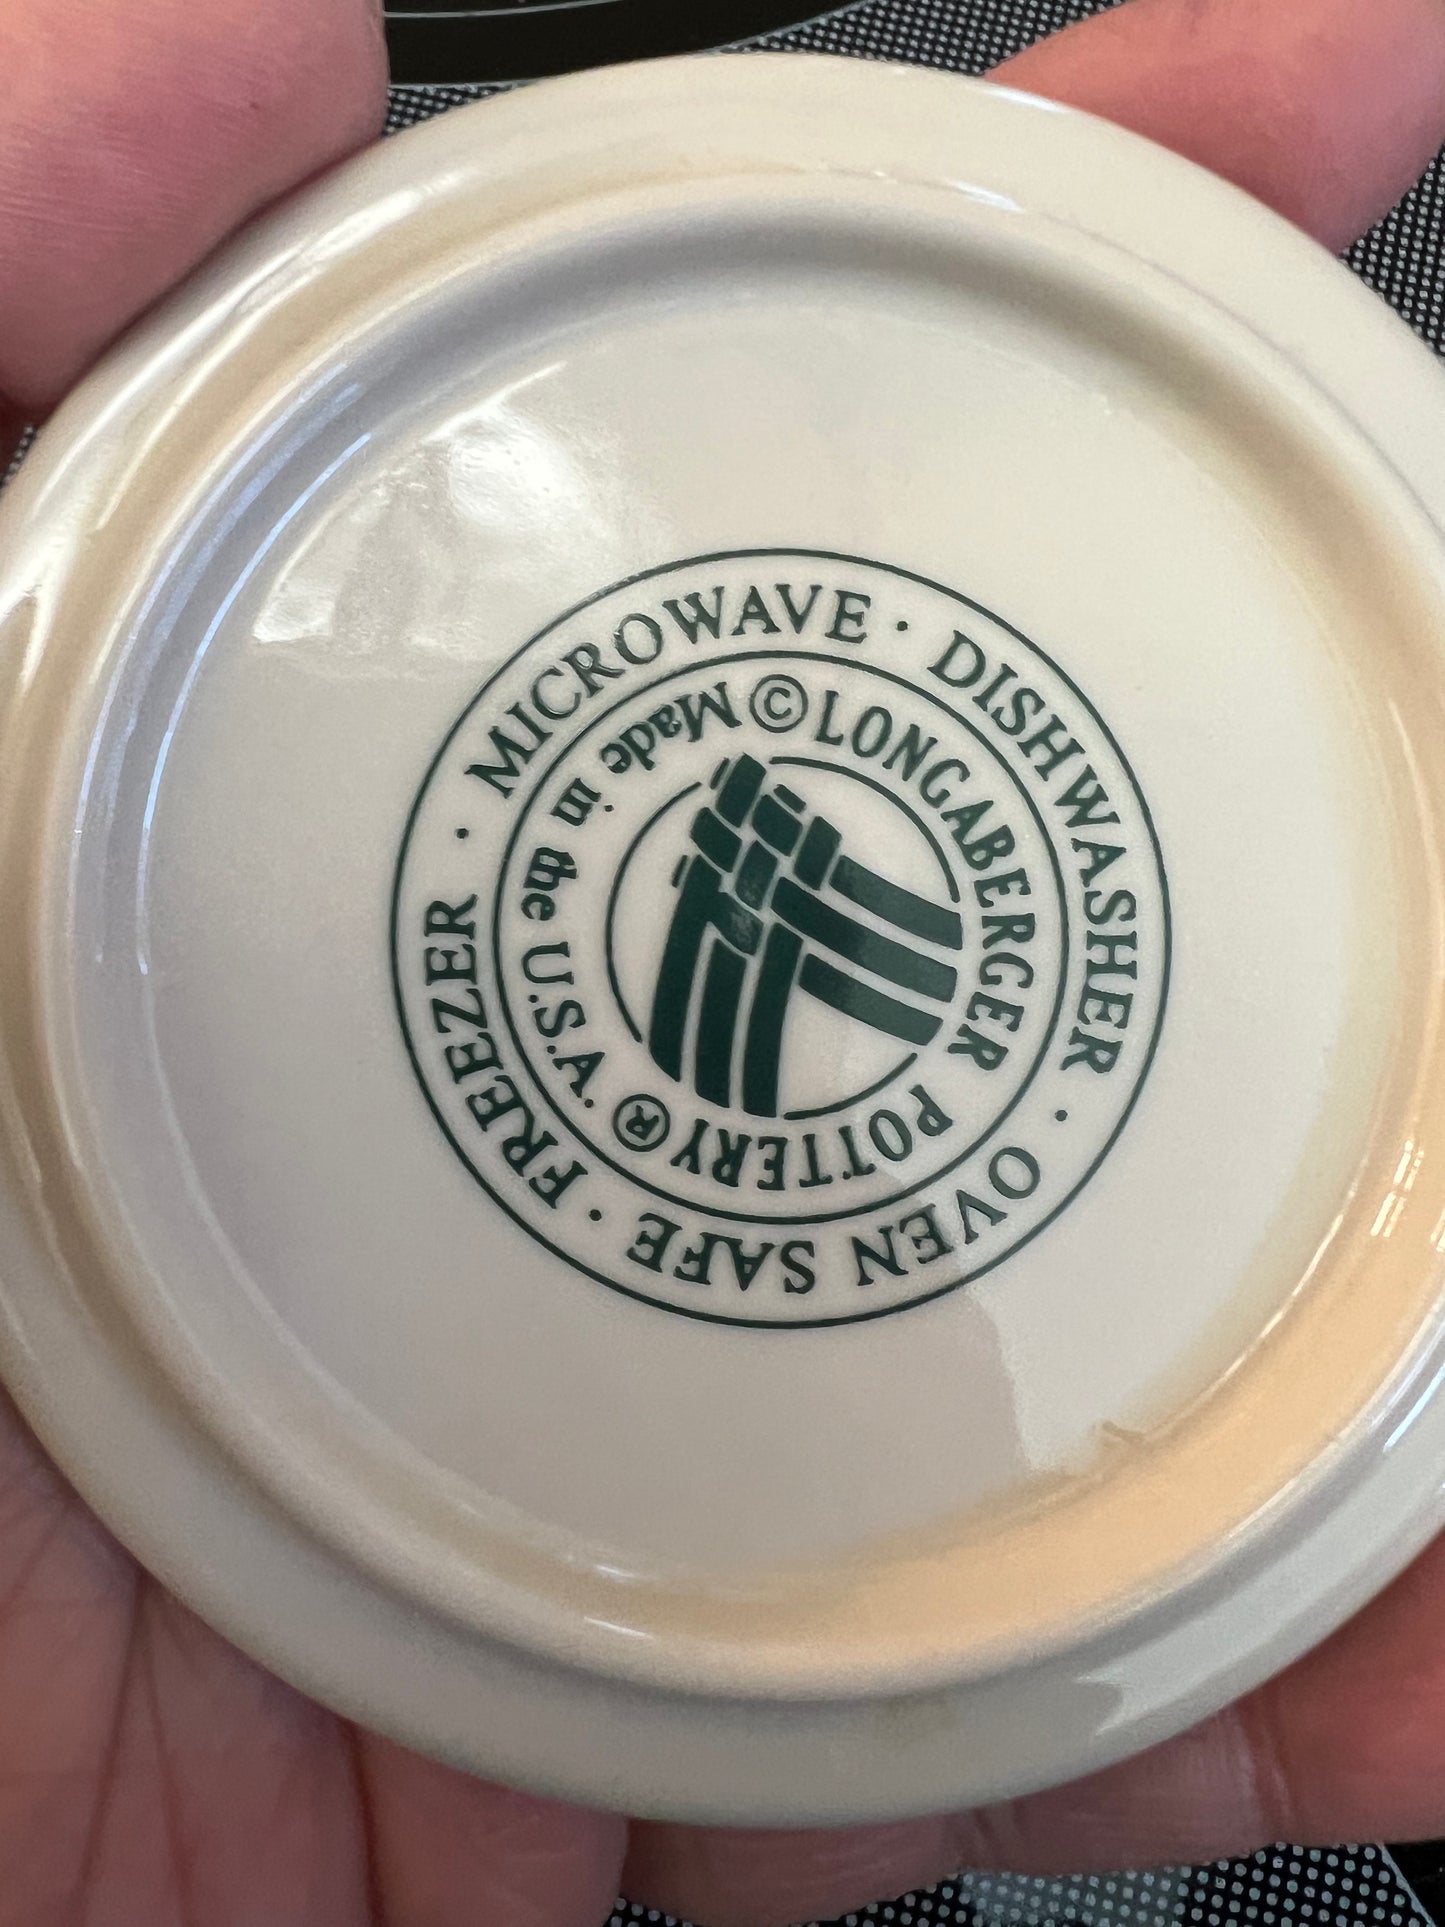 MICROWAVE · DISHWASHER · OVEN SAFE · FREEZER ·
© LONGABERGER POTTERY ® Made in the U.S.A.